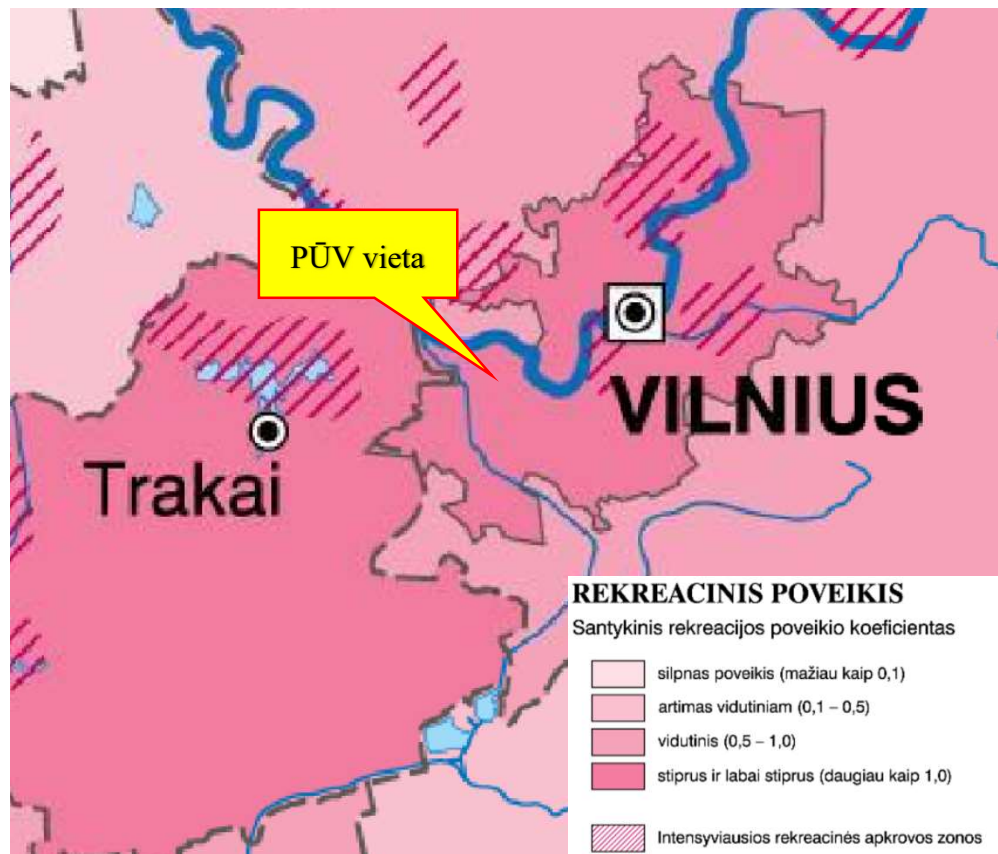 PŪV vieta
VILNIUS
Trakai
REKREACINIS POVEIKIS
Santykinis rekreacijos poveikio koeficientas
silpnas poveikis (mažiau kaip 0,1)
artimas vidutiniam (0,1 – 0,5)
vidutinis (0,5 – 1,0)
stiprus ir labai stiprus (daugiau kaip 1,0)
Intensyviausios rekreacinės apkrovos zonos